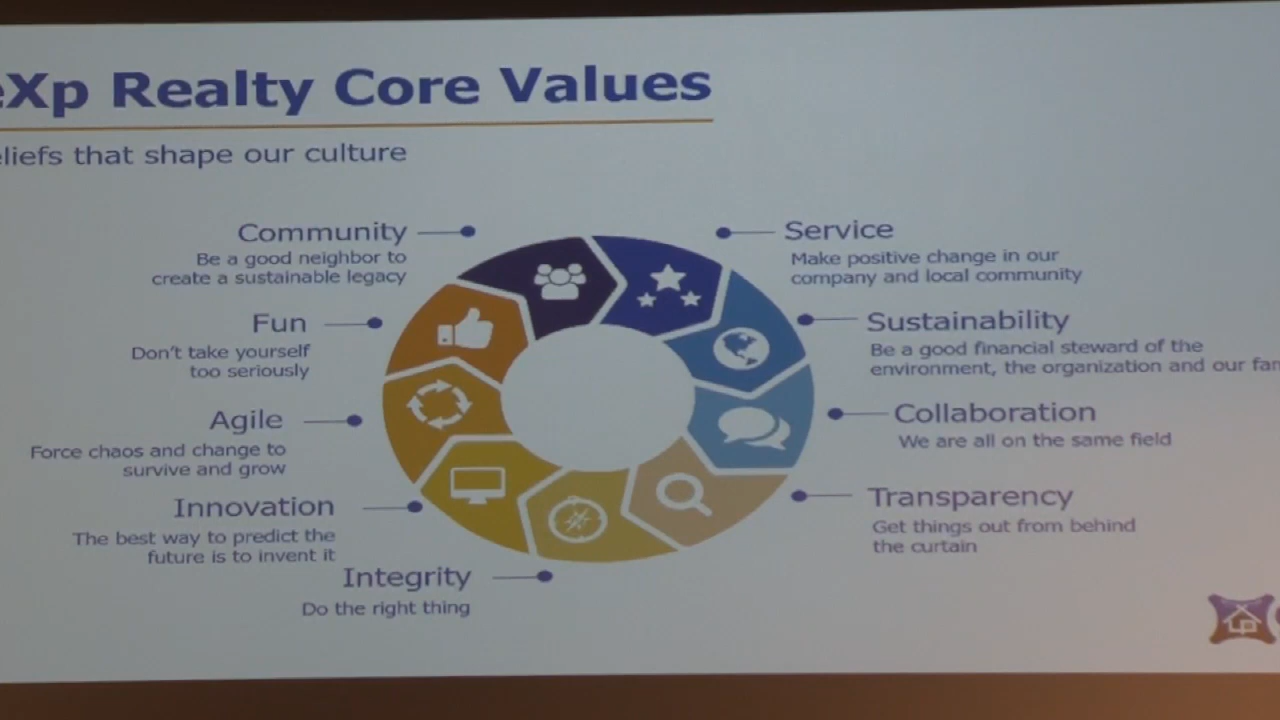 eXp Realty Core Values
eliefs that shape our culture
Community
Be a good neighbor to
create a sustainable legacy
Fun
Don't take yourself
too seriously
Agile
Force chaos and change to
survive and grow
Innovation
The best way to predict the
future is to invent it
Integrity
Do the right thing
Service
Make positive change in our
company and local community
Sustainability
Be a good financial steward of the
environment, the organization and our
Collaboration
We are all on the same field
Transparency
Get things out from behind
the curtain